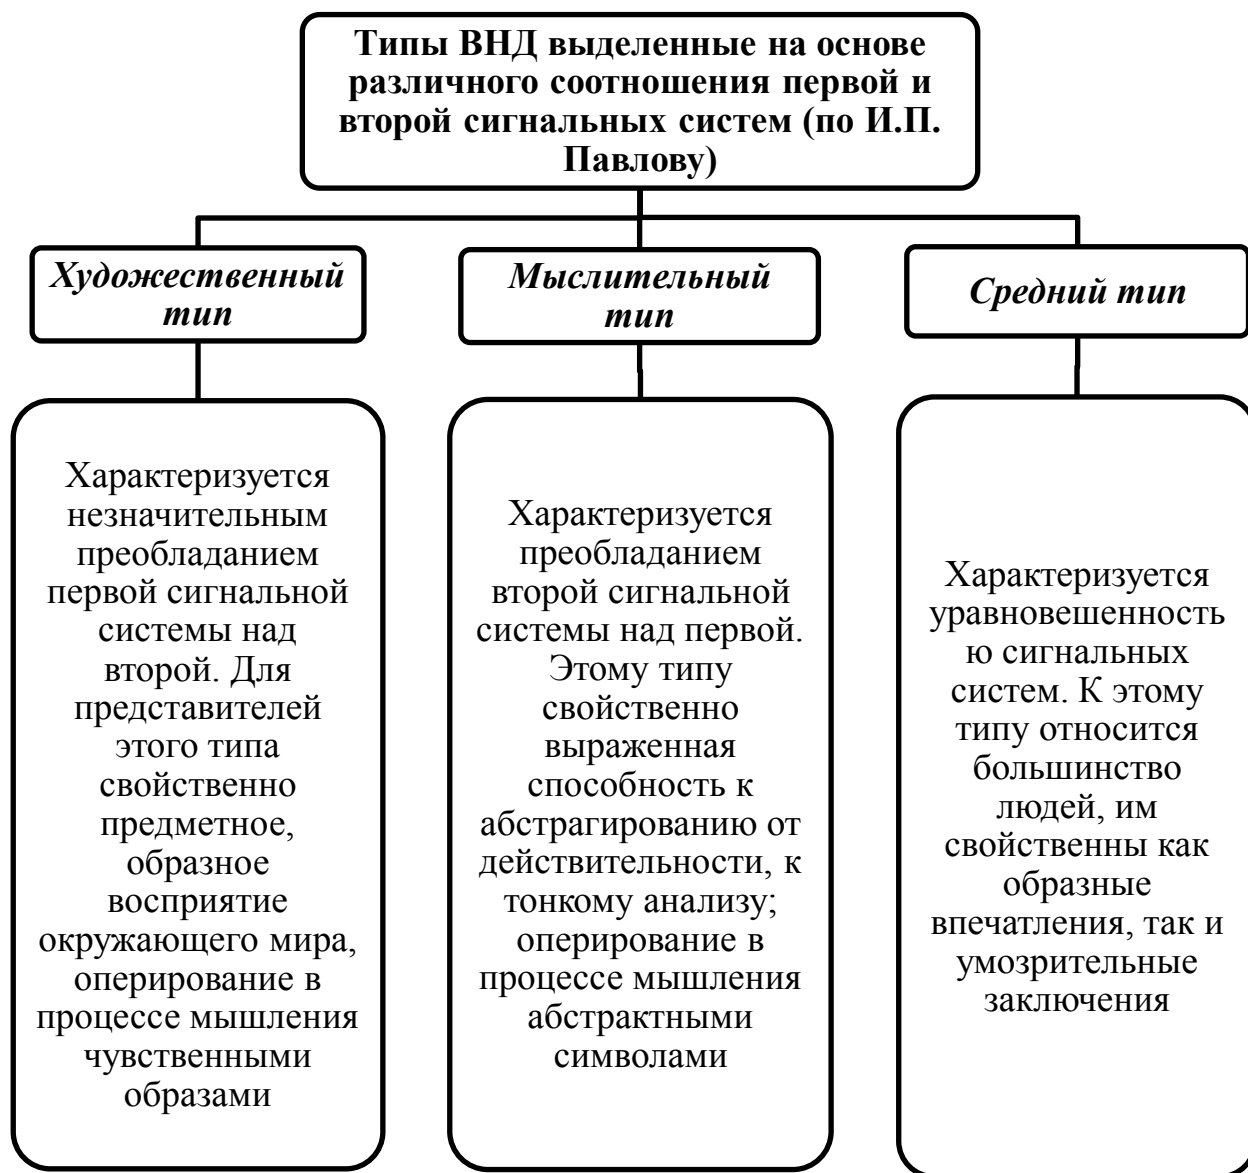 Типы ВНД выделенные на основе
различного соотношения первой и
второй сигнальных систем (по И.П.
Павлову)
Художественный
тип
Мыслительный
тип
Средний тип
Характеризуется
незначительным
преобладанием
первой сигнальной
системы над
второй. Для
представителей
этого типа
свойственно
предметное,
образное
восприятие
окружающего мира,
оперирование в
процессе мышления
чувственными
образами
Характеризуется
преобладанием
второй сигнальной
системы над первой.
Этому типу
свойственно
выраженная
способность к
абстрагированию от
действительности, к
тонкому анализу;
оперирование в
процессе мышления
абстрактными
символами
Характеризуется
уравновешенность
ю сигнальных
систем. К этому
типу относится
большинство
людей, им
свойственны как
образные
впечатления, так и
умозрительные
заключения